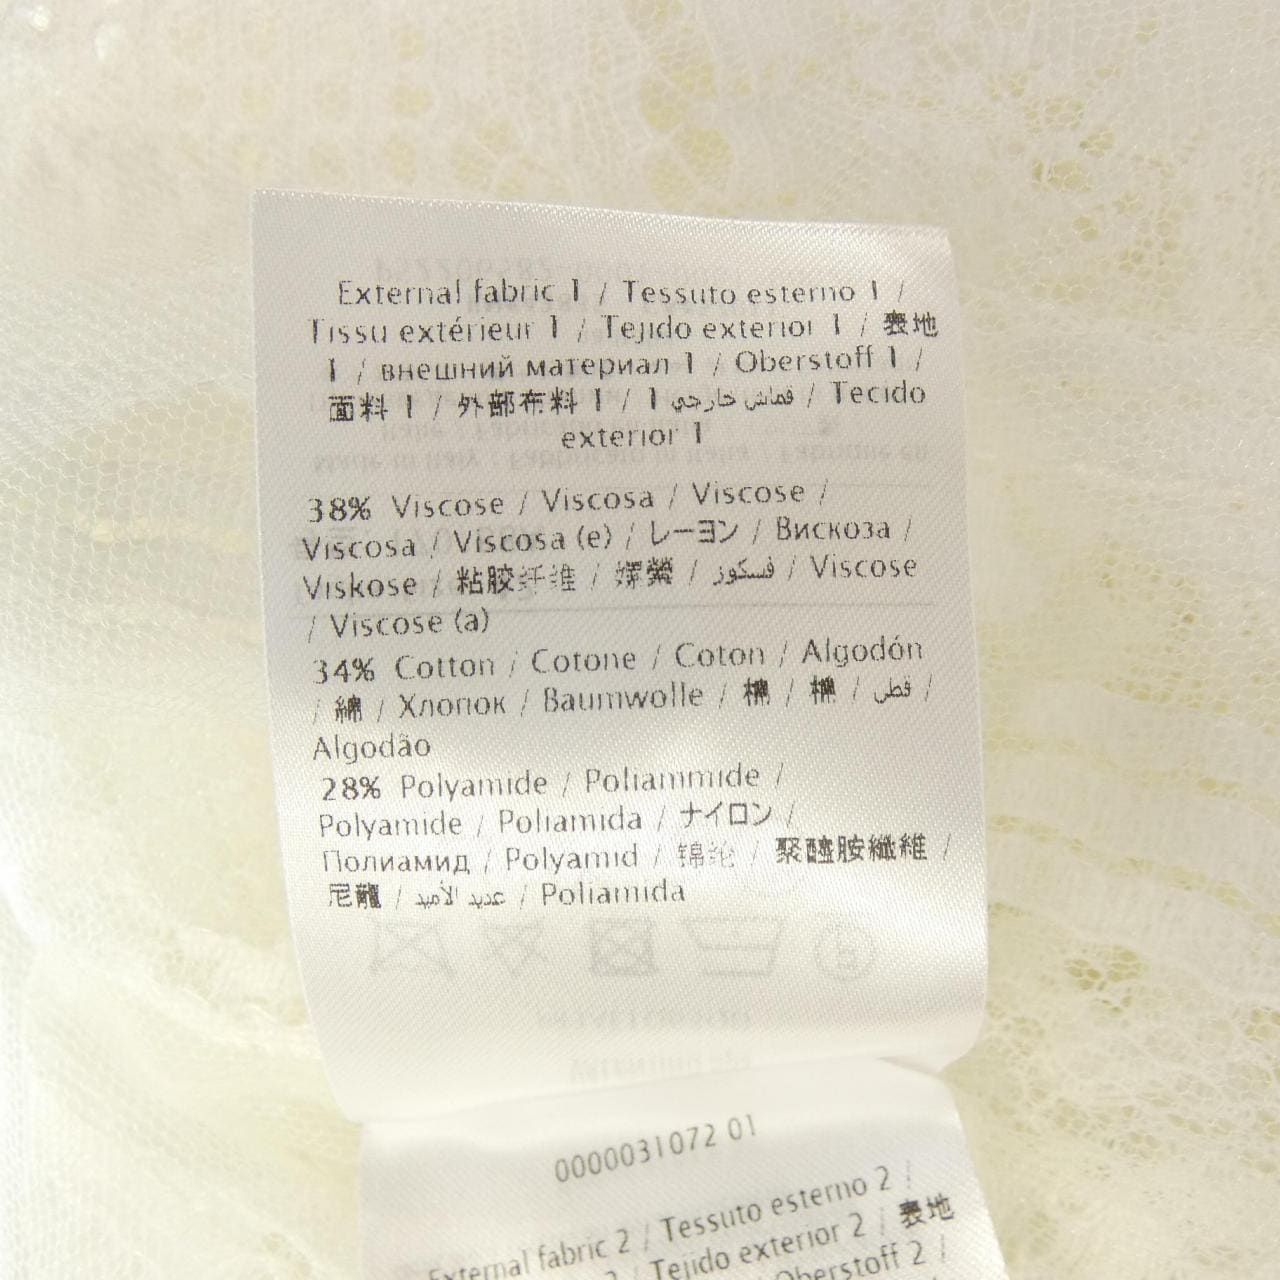 External fabric 1 / Tessuto esterno 1 /
Tissu extérieur 1 / Tejido exterior 1 / 表地
1 / внешний материал 1 / Oberstoff 1 /
面料 1 / 外部布料 1 / قماش خارجي 1 / Tecido
exterior 1
38% Viscose / Viscosa / Viscose /
Viscosa / Viscosa (e) / レーヨン / Вискоза /
Viskose / 粘胶纤维 / 嫘縈 / فسكوز / Viscose
/ Viscose (a)
34% Cotton / Cotone / Coton / Algodón
/ 綿 / Хлопок / Baumwolle / 棉 / 棉 / قطن /
Algodão
28% Polyamide / Poliammide /
Polyamide / Poliamida / ナイロン /
Полиамид / Polyamid / 锦纶 / 聚醯胺纖維 /
尼龍 / عديد الأميد / Poliamida
0000031072 01
External fabric 2 / Tessuto esterno 2 /
2 / Tejido exterior 2 / 表地
Oberstoff 2 /